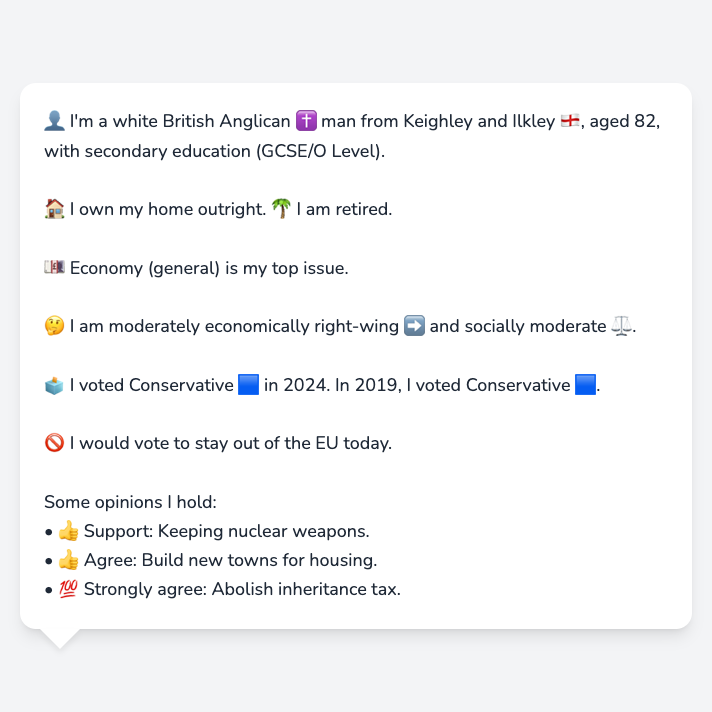 👤 I'm a white British Anglican ✝️ man from Keighley and Ilkley 🏴󠁧󠁢󠁥󠁮󠁧󠁿, aged 82,
with secondary education (GCSE/O Level).
🏠 I own my home outright. 🌴 I am retired.
💷 Economy (general) is my top issue.
🤔 I am moderately economically right-wing ➡️ and socially moderate ⚖️.
🗳️ I voted Conservative 🟦 in 2024. In 2019, I voted Conservative 🟦.
🚫 I would vote to stay out of the EU today.
Some opinions I hold:
• 👍 Support: Keeping nuclear weapons.
• 👍 Agree: Build new towns for housing.
• 💯 Strongly agree: Abolish inheritance tax.